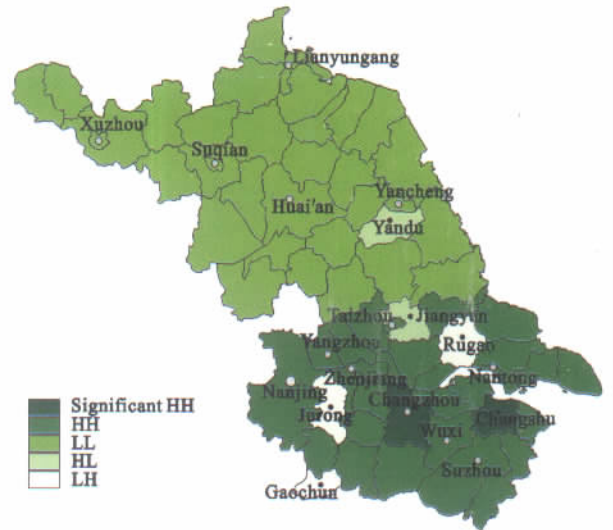 Lianyungang
Xuzhou
Suqian
Huai'an
Yancheng
Yandu
Taizhou
Jiangyan
Yangzhou
Rugao
Zhenjiang
Nantong
Nanjing
Changzhou
Jurong
Changshu
Wuxi
Suzhou
Gaochun
Significant HH
HH
LL
HL
LH